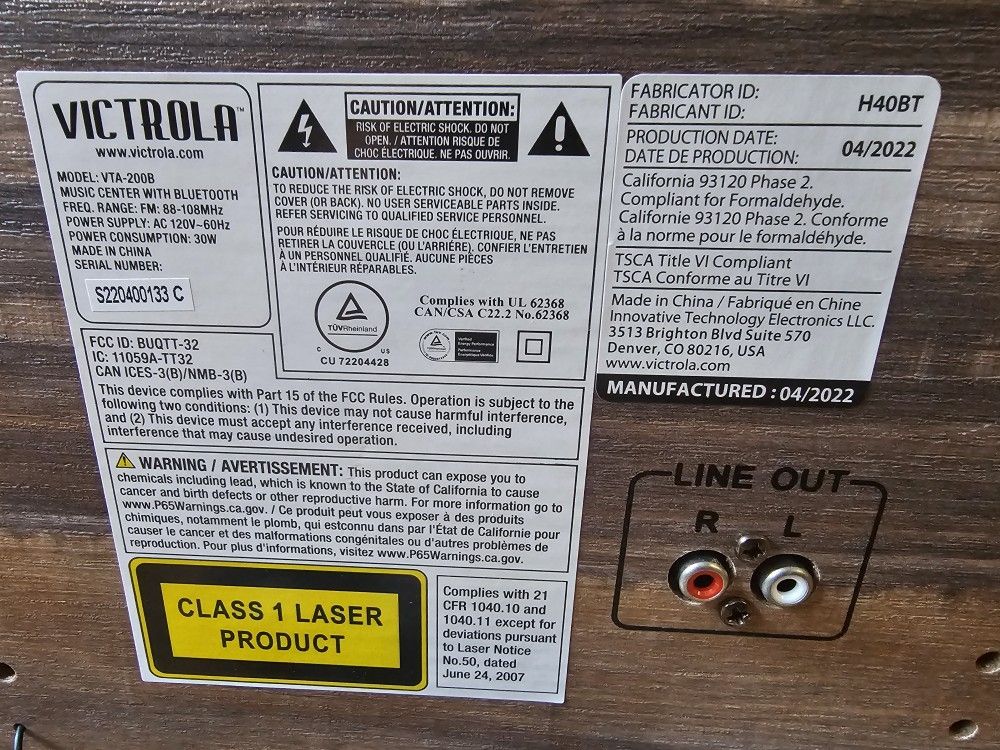 VICTROLA™
www.victrola.com
MODEL: VTA-200B
MUSIC CENTER WITH BLUETOOTH
FREQ. RANGE: FM: 88-108MHz
POWER SUPPLY: AC 120V~60Hz
POWER CONSUMPTION: 30W
MADE IN CHINA
SERIAL NUMBER:
S220400133 C
CAUTION/ATTENTION:
RISK OF ELECTRIC SHOCK. DO NOT
OPEN. / ATTENTION RISQUE DE
CHOC ÉLECTRIQUE. NE PAS OUVRIR.
CAUTION/ATTENTION:
TO REDUCE THE RISK OF ELECTRIC SHOCK, DO NOT REMOVE
COVER (OR BACK). NO USER SERVICEABLE PARTS INSIDE.
REFER SERVICING TO QUALIFIED SERVICE PERSONNEL.
POUR RÉDUIRE LE RISQUE DE CHOC ÉLECTRIQUE, NE PAS
RETIRER LA COUVERCLE (OU L'ARRIÉRE). CONFIER L'ENTRETIEN
À UN PERSONNEL QUALIFIÉ. AUCUNE PIÈCES
À L'INTÉRIEUR RÉPARABLES.
TÜVRheinland
C US
CU 72204428
Complies with UL 62368
CAN/CSA C22.2 No.62368
Verified
Energy Performance
Performance
Energétique Vérifiée
FCC ID: BUQTT-32
IC: 11059A-TT32
CAN ICES-3(B)/NMB-3(B)
This device complies with Part 15 of the FCC Rules. Operation is subject to the
following two conditions: (1) This device may not cause harmful interference,
and (2) This device must accept any interference received, including
interference that may cause undesired operation.
WARNING / AVERTISSEMENT: This product can expose you to
chemicals including lead, which is known to the State of California to cause
cancer and birth defects or other reproductive harm. For more information go to
www.P65Warnings.ca.gov. / Ce produit peut vous exposer à des produits
chimiques, notamment le plomb, qui estconnu dans par l'État de Californie pour
causer le cancer et des malformations congénitales ou d'autres problèmes de
reproduction. Pour plus d'informations, visitez www.P65Warnings.ca.gov.
CLASS 1 LASER
PRODUCT
Complies with 21
CFR 1040.10 and
1040.11 except for
deviations pursuant
to Laser Notice
No.50, dated
June 24, 2007
FABRICATOR ID:
FABRICANT ID:
H40BT
PRODUCTION DATE:
DATE DE PRODUCTION:
04/2022
California 93120 Phase 2.
Compliant for Formaldehyde.
Californie 93120 Phase 2. Conforme
à la norme pour le formaldéhyde.
TSCA Title VI Compliant
TSCA Conforme au Titre VI
Made in China / Fabriqué en Chine
Innovative Technology Electronics LLC.
3513 Brighton Blvd Suite 570
Denver, CO 80216, USA
www.victrola.com
MANUFACTURED : 04/2022
LINE OUT
R L